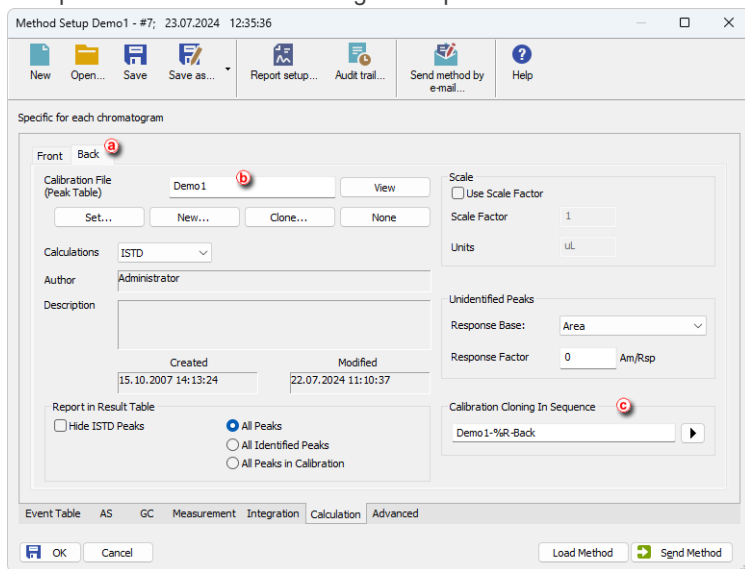 Method Setup Demo1 - #7; 23.07.2024 12:35:36
New Open... Save Save as... Report setup... Audit trail... Send method by e-mail... Help
Specific for each chromatogram
Front Back a
Calibration File (Peak Table) Demo1 b View
Set... New... Clone... None
Calculations ISTD
Author Administrator
Description
Created Modified
15.10.2007 14:13:24 22.07.2024 11:10:37
Report in Result Table
Hide ISTD Peaks All Peaks
All Identified Peaks
All Peaks in Calibration
Scale
Use Scale Factor
Scale Factor 1
Units uL
Unidentified Peaks
Response Base: Area
Response Factor 0 Am/Rsp
Calibration Cloning In Sequence c
Demo1-%R-Back
Event Table AS GC Measurement Integration Calculation Advanced
OK Cancel Load Method Send Method